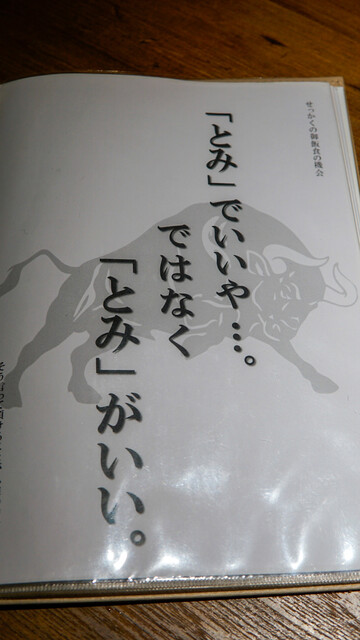 せっかくの御飯食の機会
「とみ」でいいや…。
ではなく
「とみ」がいい。